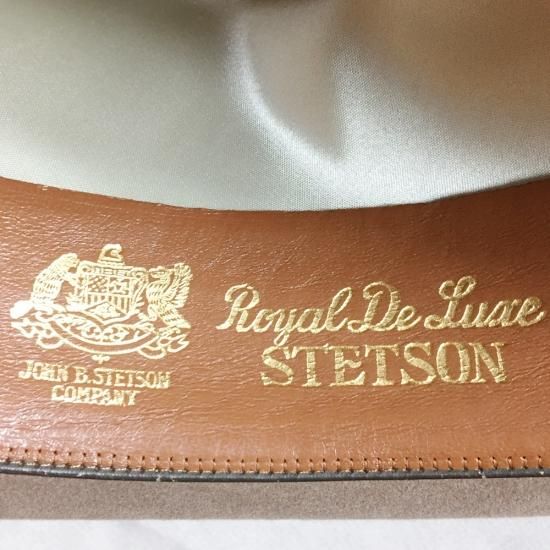 JOHN B. STETSON
COMPANY
Royal De Luxe
STETSON